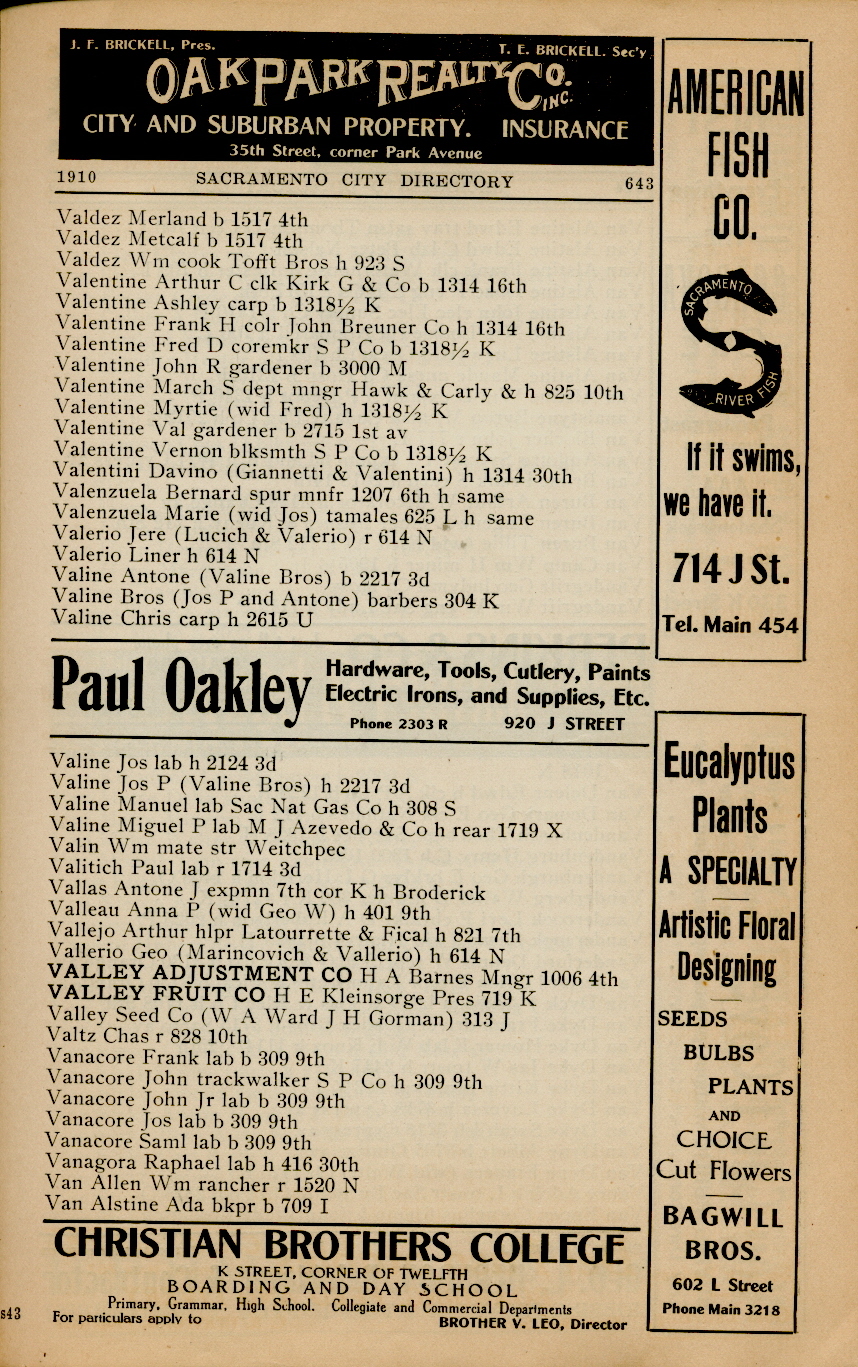 J. F. BRICKELL, Pres. T. E. BRICKELL. Sec'y
OAK PARK REALTY CO. INC.
CITY AND SUBURBAN PROPERTY. INSURANCE
35th Street, corner Park Avenue
1910 SACRAMENTO CITY DIRECTORY 643
Valdez Merland b 1517 4th
Valdez Metcalf b 1517 4th
Valdez Wm cook Tofft Bros h 923 S
Valentine Arthur C clk Kirk G & Co b 1314 16th
Valentine Ashley carp b 1318½ K
Valentine Frank H colr John Breuner Co h 1314 16th
Valentine Fred D coremkr S P Co b 1318½ K
Valentine John R gardener b 3000 M
Valentine March S dept mngr Hawk & Carly & h 825 10th
Valentine Myrtie (wid Fred) h 1318½ K
Valentine Val gardener b 2715 1st av
Valentine Vernon blksmth S P Co b 1318½ K
Valentini Davino (Giannetti & Valentini) h 1314 30th
Valenzuela Bernard spur mnfr 1207 6th h same
Valenzuela Marie (wid Jos) tamales 625 L h same
Valerio Jere (Lucich & Valerio) r 614 N
Valerio Liner h 614 N
Valine Antone (Valine Bros) b 2217 3d
Valine Bros (Jos P and Antone) barbers 304 K
Valine Chris carp h 2615 U
Paul Oakley
Hardware, Tools, Cutlery, Paints
Electric Irons, and Supplies, Etc.
Phone 2303 R 920 J STREET
Valine Jos lab h 2124 3d
Valine Jos P (Valine Bros) h 2217 3d
Valine Manuel lab Sac Nat Gas Co h 308 S
Valine Miguel P lab M J Azevedo & Co h rear 1719 X
Valin Wm mate str Weitchpec
Valitich Paul lab r 1714 3d
Vallas Antone J expmn 7th cor K h Broderick
Valleau Anna P (wid Geo W) h 401 9th
Vallejo Arthur hlpr Latourrette & Fical h 821 7th
Vallerio Geo (Marincovich & Vallerio) h 614 N
VALLEY ADJUSTMENT CO H A Barnes Mngr 1006 4th
VALLEY FRUIT CO H E Kleinsorge Pres 719 K
Valley Seed Co (W A Ward J H Gorman) 313 J
Valtz Chas r 828 10th
Vanacore Frank lab b 309 9th
Vanacore John trackwalker S P Co h 309 9th
Vanacore John Jr lab b 309 9th
Vanacore Jos lab b 309 9th
Vanacore Saml lab b 309 9th
Vanagora Raphael lab h 416 30th
Van Allen Wm rancher r 1520 N
Van Alstine Ada bkpr b 709 I
CHRISTIAN BROTHERS COLLEGE
K STREET, CORNER OF TWELFTH
BOARDING AND DAY SCHOOL
Primary, Grammar, High School. Collegiate and Commercial Departments
For particulars apply to BROTHER V. LEO, Director
s43
AMERICAN
FISH
CO.
SACRAMENTO
RIVER FISH
If it swims,
we have it.
714 J St.
Tel. Main 454
Eucalyptus
Plants
A SPECIALTY
Artistic Floral
Designing
SEEDS
BULBS
PLANTS
AND
CHOICE
Cut Flowers
BAGWILL
BROS.
602 L Street
Phone Main 3218